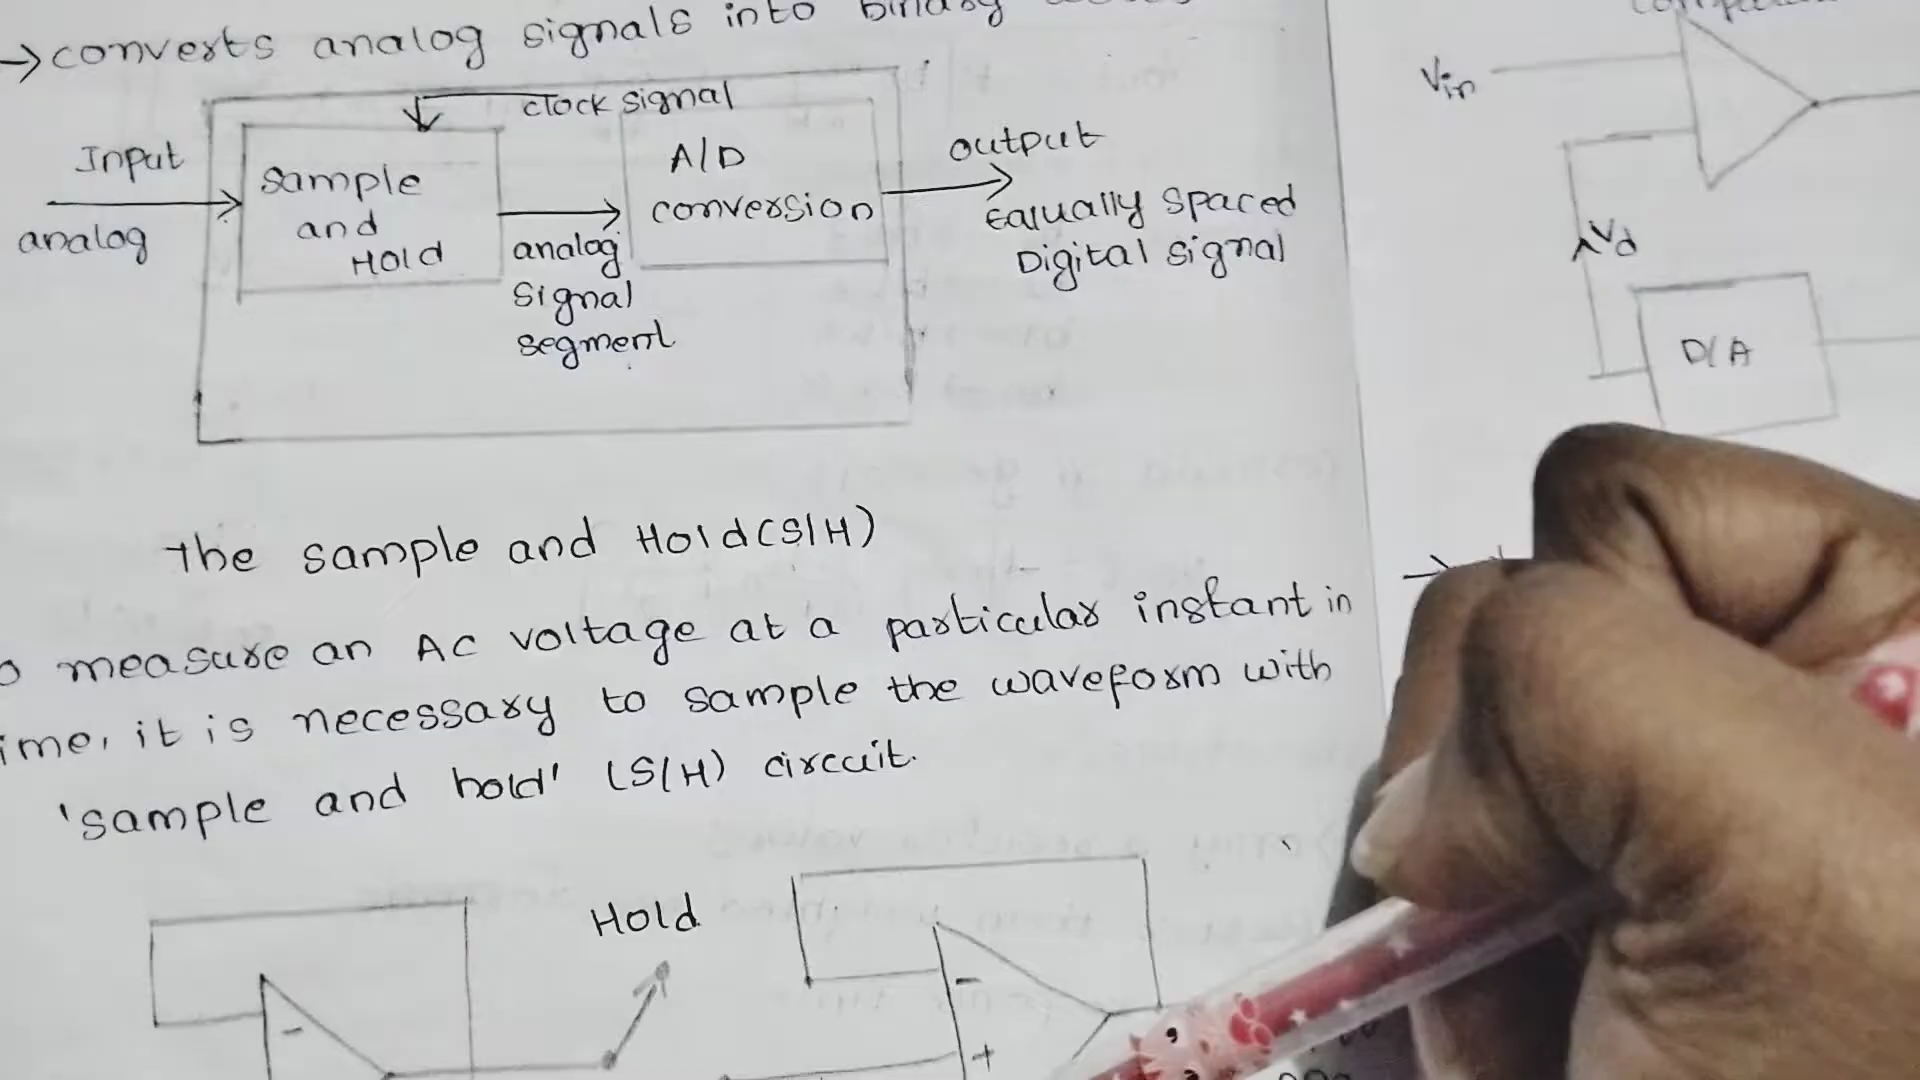 → converts analog signals into binary
clock signal
Input
analog
Sample
and
Hold
analog
Signal
segment
A/D
conversion
output
Eaqually spaced
Digital signal
The sample and Hold (S/H)
measure an AC voltage at a particular instant in
ime, it is necessary to sample the waveform with
'sample and hold' (S/H) circuit.
Hold
-
-
+
Vin
Vd
D/A